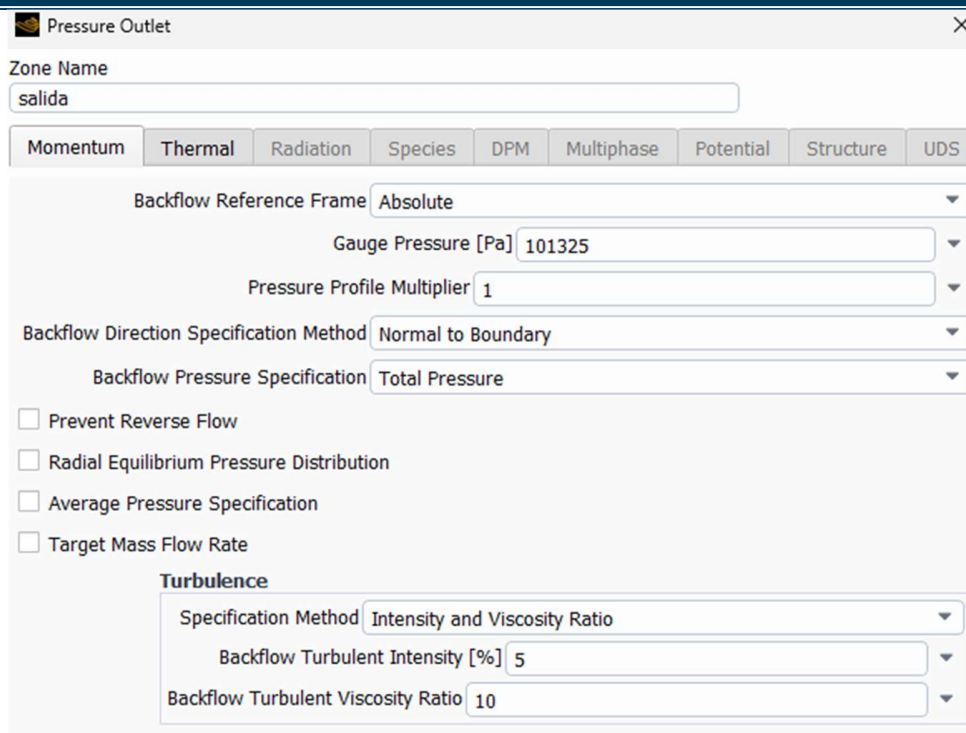 Pressure Outlet
Zone Name
salida
Momentum Thermal Radiation Species DPM Multiphase Potential Structure UDS
Backflow Reference Frame Absolute
Gauge Pressure [Pa] 101325
Pressure Profile Multiplier 1
Backflow Direction Specification Method Normal to Boundary
Backflow Pressure Specification Total Pressure
Prevent Reverse Flow
Radial Equilibrium Pressure Distribution
Average Pressure Specification
Target Mass Flow Rate
Turbulence
Specification Method Intensity and Viscosity Ratio
Backflow Turbulent Intensity [%] 5
Backflow Turbulent Viscosity Ratio 10